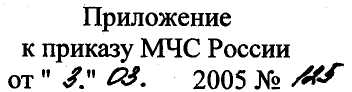 Приложение
к приказу МЧС России
от " 3." 03. 2005 № 125